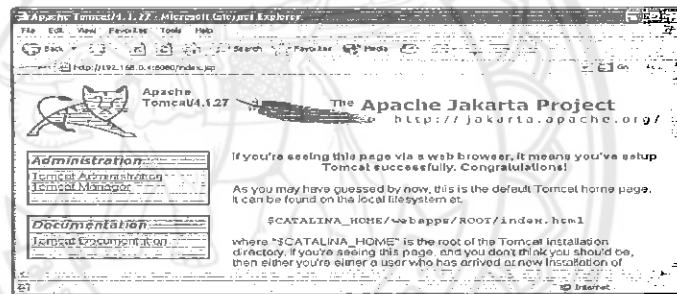 Apache Tomcat/4.1.27 - Microsoft Internet Explorer
File Edit View Favorites Tools Help
Back Search Favorites Media
http://192.168.0.4:8080/index.jsp Go
Apache
Tomcat/4.1.27
The Apache Jakarta Project
http://jakarta.apache.org/
Administration
Tomcat Administration
Tomcat Manager
Documentation
Tomcat Documentation
If you're seeing this page via a web browser, it means you've setup
Tomcat successfully. Congratulations!
As you may have guessed by now, this is the default Tomcat home page.
It can be found on the local filesystem at:
$CATALINA_HOME/webapps/ROOT/index.html
where "$CATALINA_HOME" is the root of the Tomcat installation
directory. If you're seeing this page, and you don't think you should be,
then either you're either a user who has arrived at new installation of
Internet